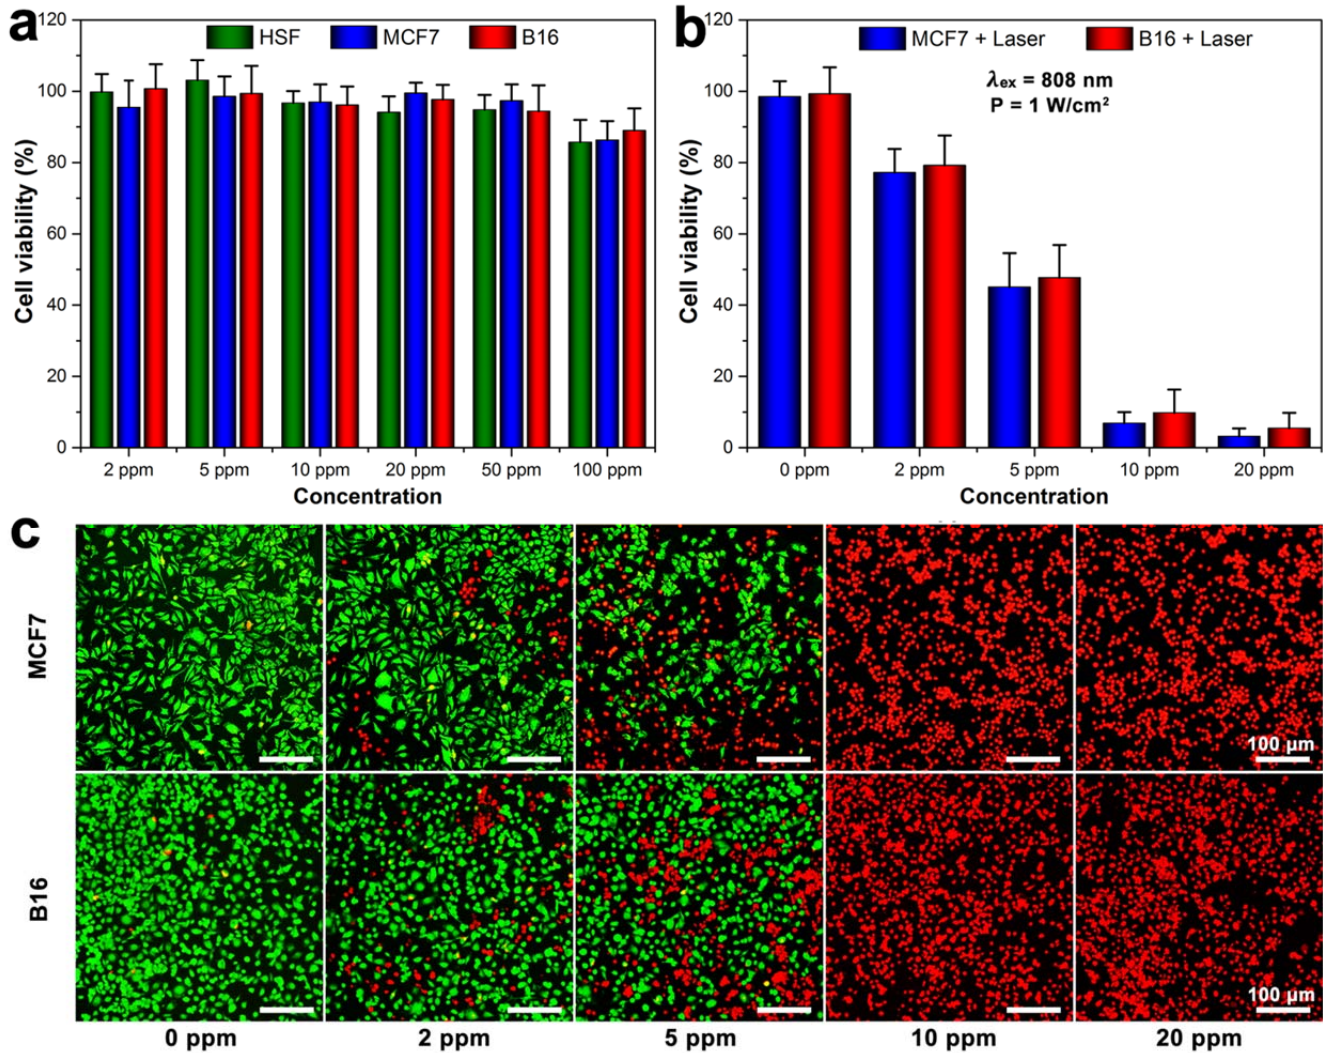 a
HSF MCF7 B16
Cell viability (%)
120
100
80
60
40
20
0
2 ppm 5 ppm 10 ppm 20 ppm 50 ppm 100 ppm
Concentration
b
MCF7 + Laser B16 + Laser
λex = 808 nm
P = 1 W/cm²
Cell viability (%)
120
100
80
60
40
20
0
0 ppm 2 ppm 5 ppm 10 ppm 20 ppm
Concentration
c
MCF7
100 μm
B16
100 μm
0 ppm 2 ppm 5 ppm 10 ppm 20 ppm